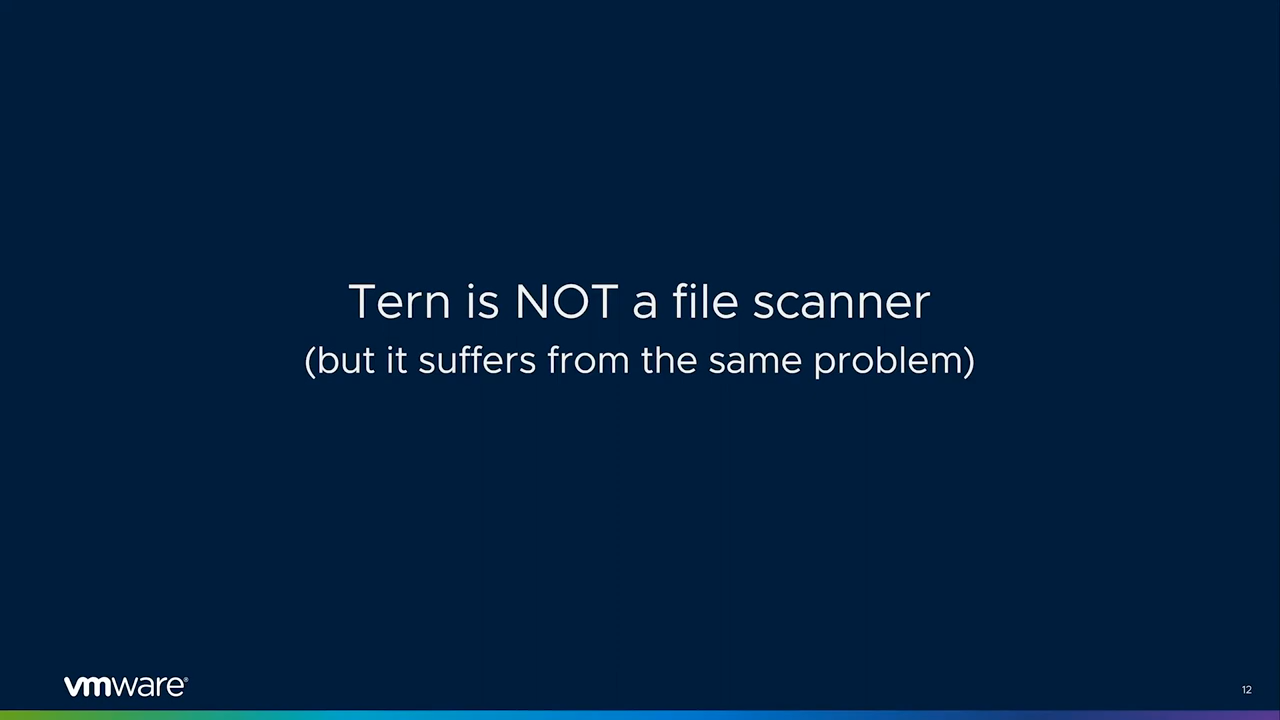 Tern is NOT a file scanner
(but it suffers from the same problem)
vmware®
12